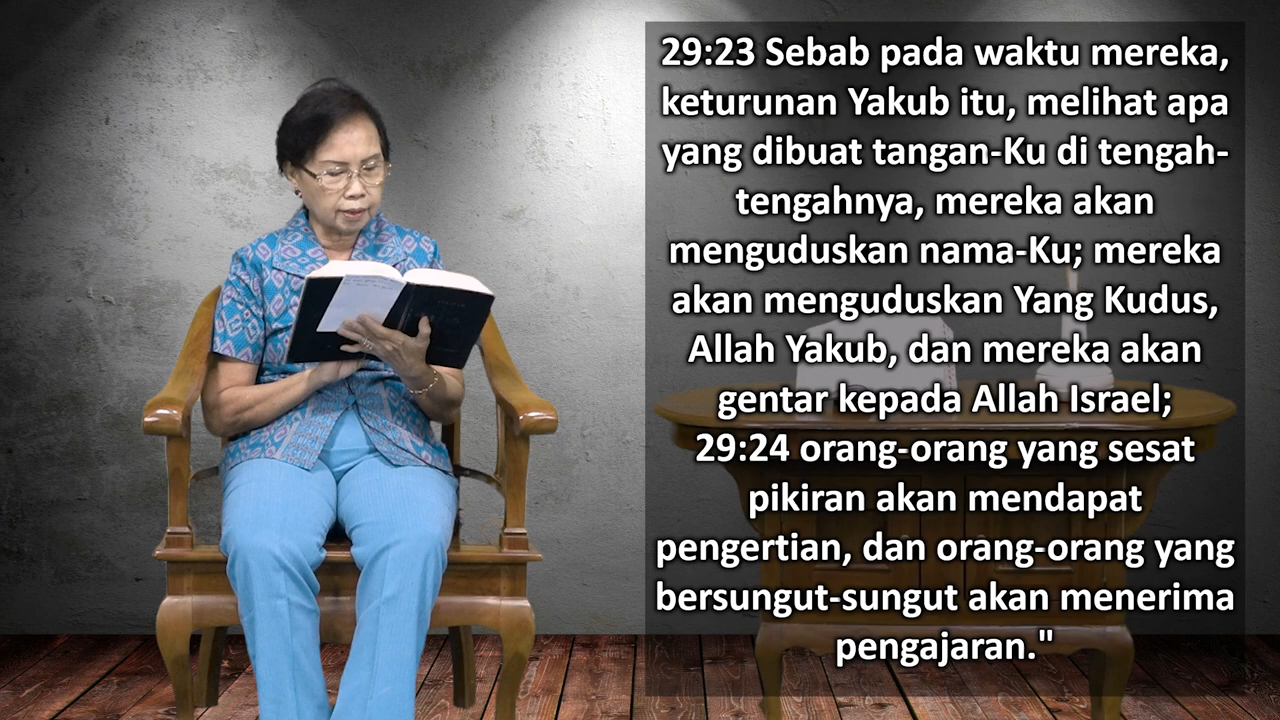 29:23 Sebab pada waktu mereka,
keturunan Yakub itu, melihat apa
yang dibuat tangan-Ku di tengah-
tengahnya, mereka akan
menguduskan nama-Ku; mereka
akan menguduskan Yang Kudus,
Allah Yakub, dan mereka akan
gentar kepada Allah Israel;
29:24 orang-orang yang sesat
pikiran akan mendapat
pengertian, dan orang-orang yang
bersungut-sungut akan menerima
pengajaran."